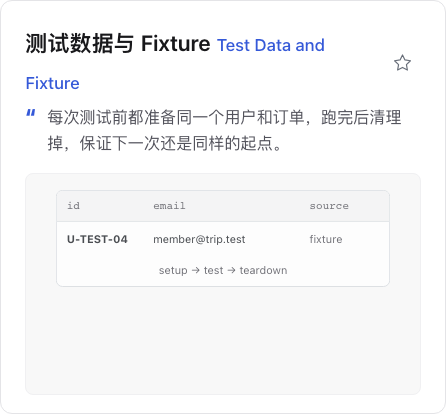 测试数据与 Fixture Test Data and
Fixture
" 每次测试前都准备同一个用户和订单，跑完后清理
掉，保证下一次还是同样的起点。
id email source
U-TEST-04 member@trip.test fixture
setup → test → teardown